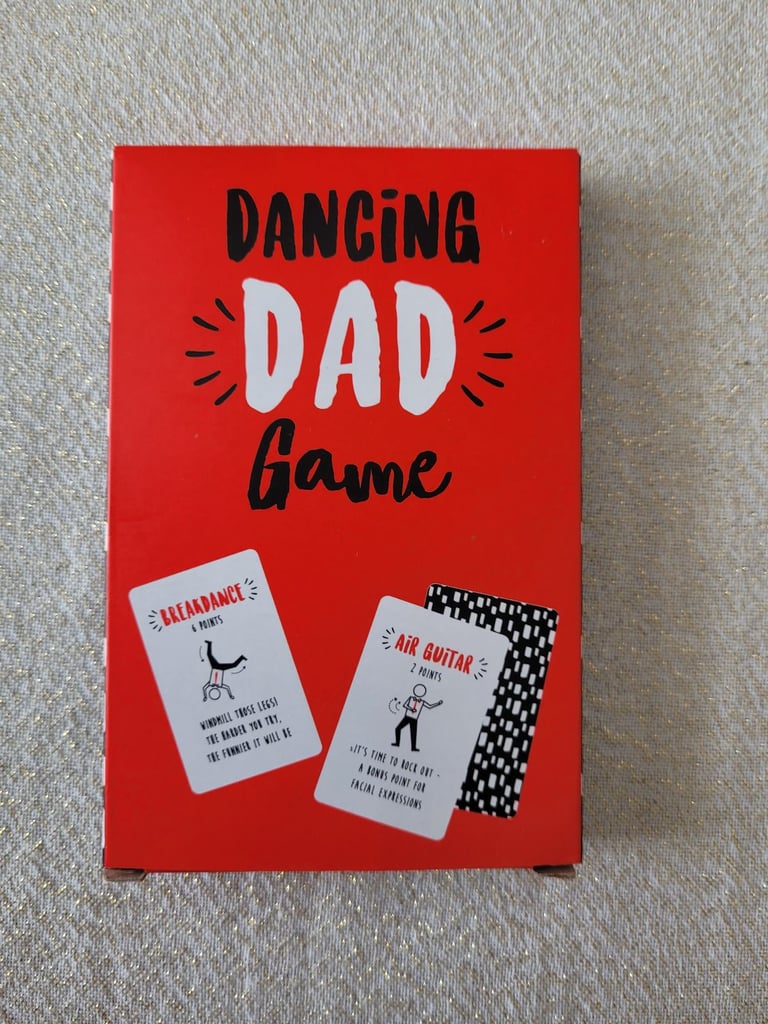 DANCiNG
DAD
Game
BREAKDANCE
6 POINTS
WINDMILL THOSE LEGS!
THE HARDER YOU TRY,
THE FUNNIER IT WILL BE
AiR GUiTAR
2 POINTS
IT'S TIME TO ROCK OUT -
A BONUS POINT FOR
FACIAL EXPRESSIONS